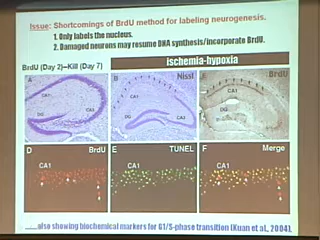 Issue: Shortcomings of BrdU method for labeling neurogenesis.
1. Only labels the nucleus.
2. Damaged neurons may resume DNA synthesis/incorporate BrdU.
ischemia-hypoxia
BrdU (Day 2)–Kill (Day 7)
A
B
Nissl
BrdU
CA1
CA1
CA1
DG
CA3
DG
CA3
DG
D
BrdU
E
TUNEL
F
Merge
CA1
CA1
CA1
.....also showing biochemical markers for G1/S-phase transition (Kuan et al., 2004).